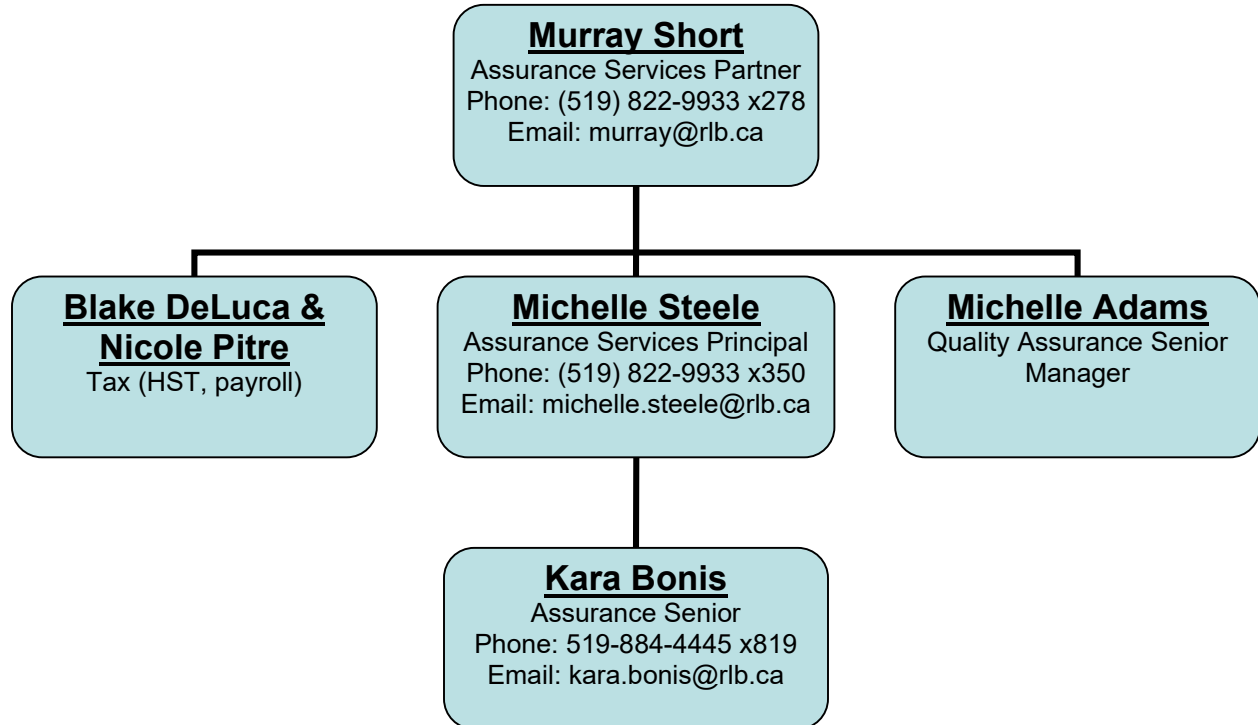 Murray Short
Assurance Services Partner
Phone: (519) 822-9933 x278
Email: murray@rlb.ca
Blake DeLuca &
Nicole Pitre
Tax (HST, payroll)
Michelle Steele
Assurance Services Principal
Phone: (519) 822-9933 x350
Email: michelle.steele@rlb.ca
Michelle Adams
Quality Assurance Senior
Manager
Kara Bonis
Assurance Senior
Phone: 519-884-4445 x819
Email: kara.bonis@rlb.ca